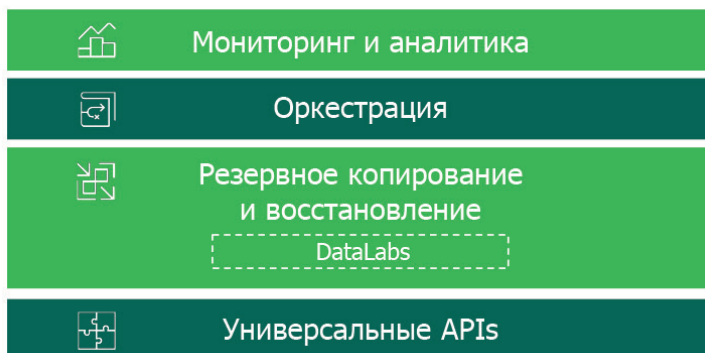 Мониторинг и аналитика
Оркестрация
Резервное копирование
и восстановление
DataLabs
Универсальные APIs